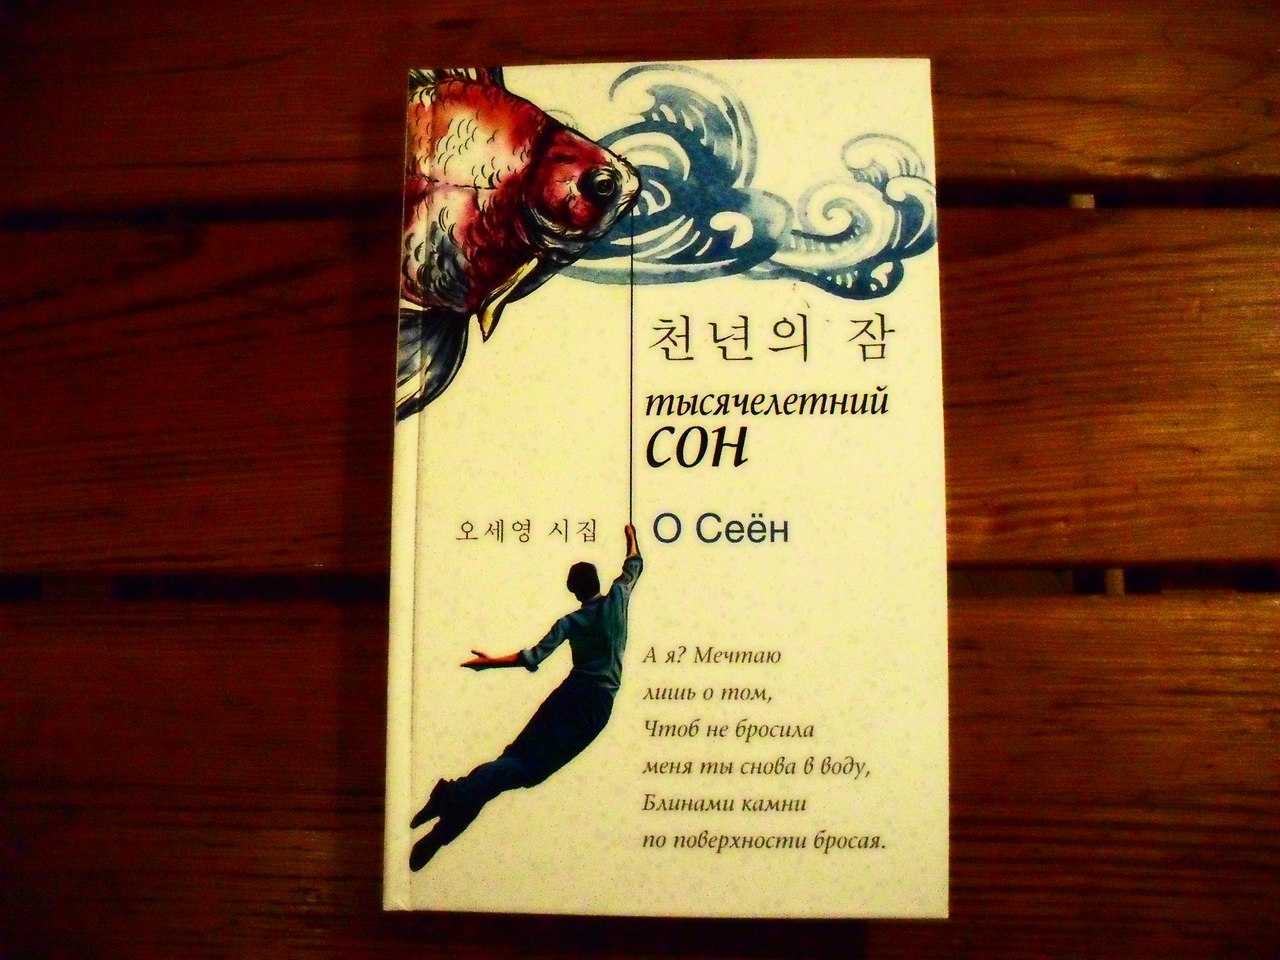 천년의 잠
тысячелетний
СОН
오세영 시집
О Сеён
А я? Мечтаю
лишь о том,
Чтоб не бросила
меня ты снова в воду,
Блинами камни
по поверхности бросая.